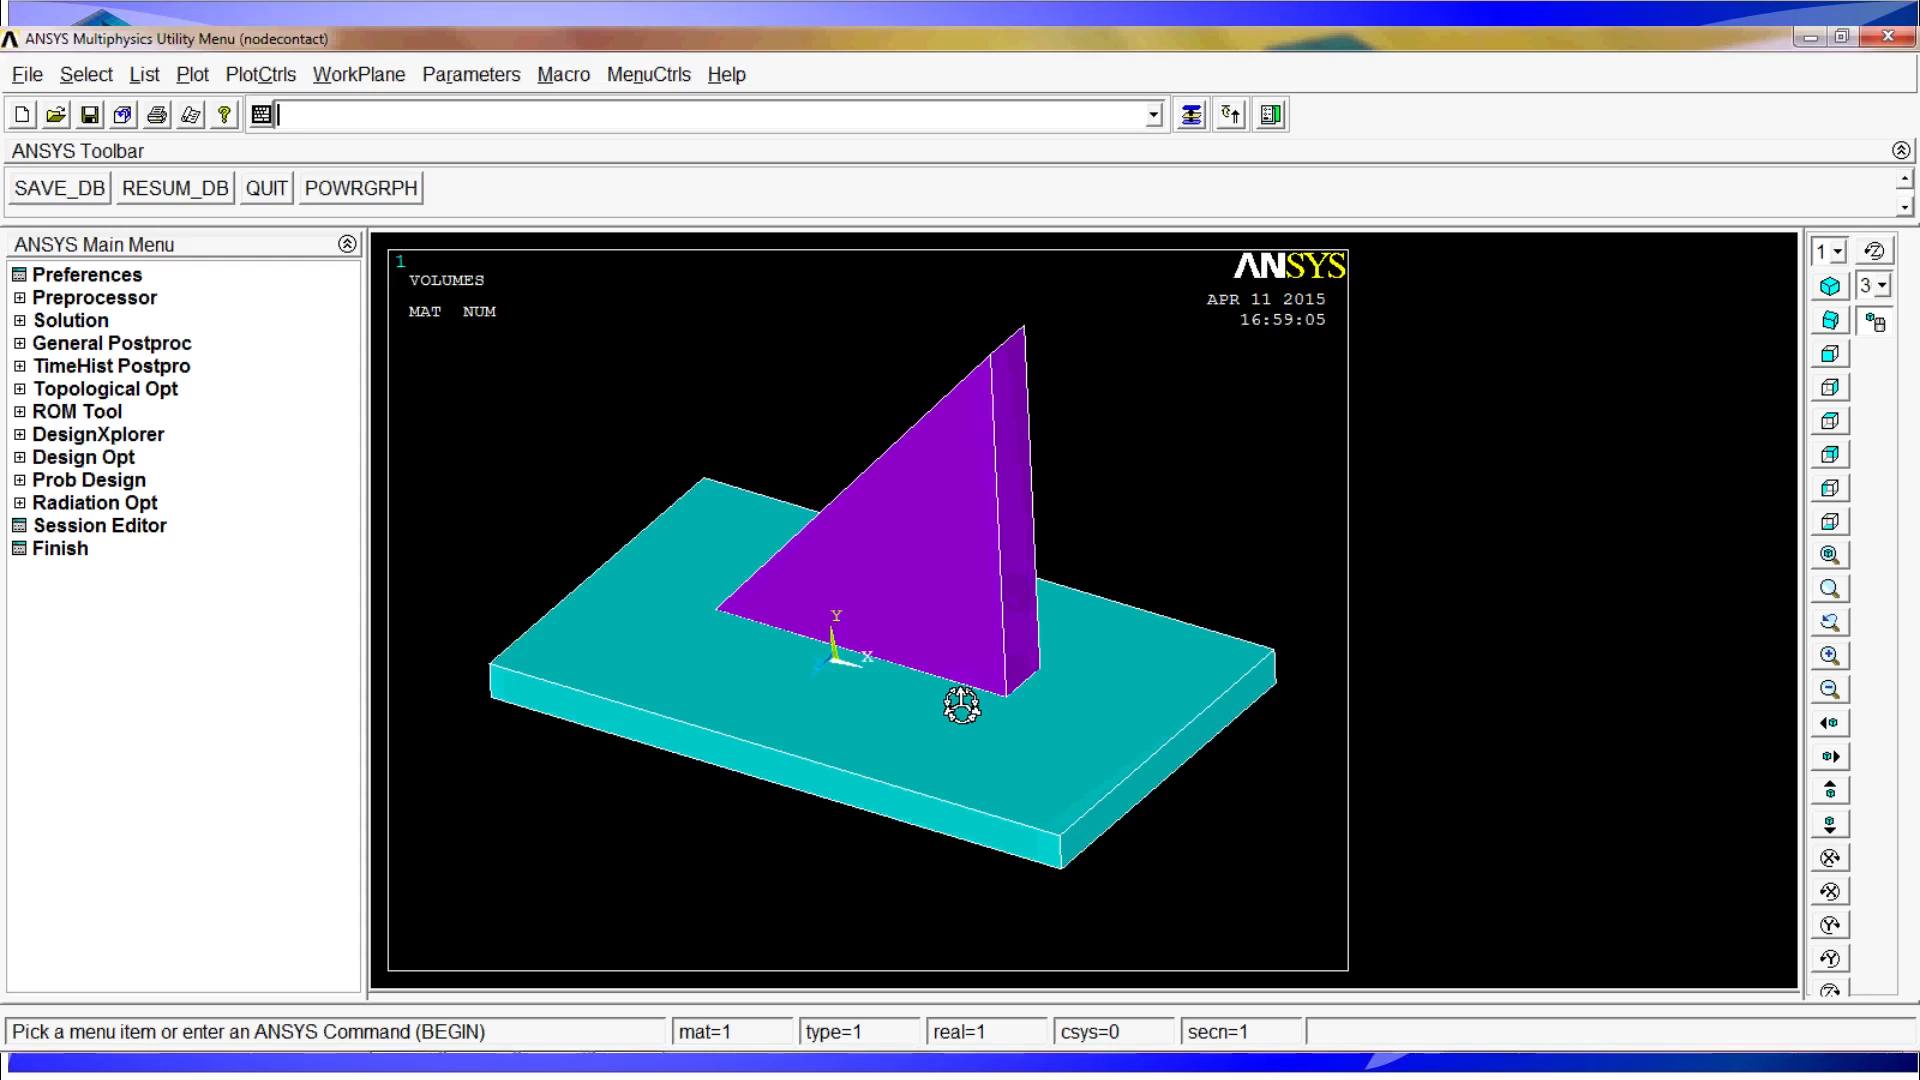 ANSYS Multiphysics Utility Menu (nodecontact)
File Select List Plot PlotCtrls WorkPlane Parameters Macro MenuCtrls Help
ANSYS Toolbar
SAVE_DB RESUM_DB QUIT POWRGRPH
ANSYS Main Menu
Preferences
Preprocessor
Solution
General Postproc
TimeHist Postpro
Topological Opt
ROM Tool
DesignXplorer
Design Opt
Prob Design
Radiation Opt
Session Editor
Finish
1
VOLUMES
MAT NUM
ANSYS
APR 11 2015
16:59:05
Y
X
1
3
Pick a menu item or enter an ANSYS Command (BEGIN) mat=1 type=1 real=1 csys=0 secn=1